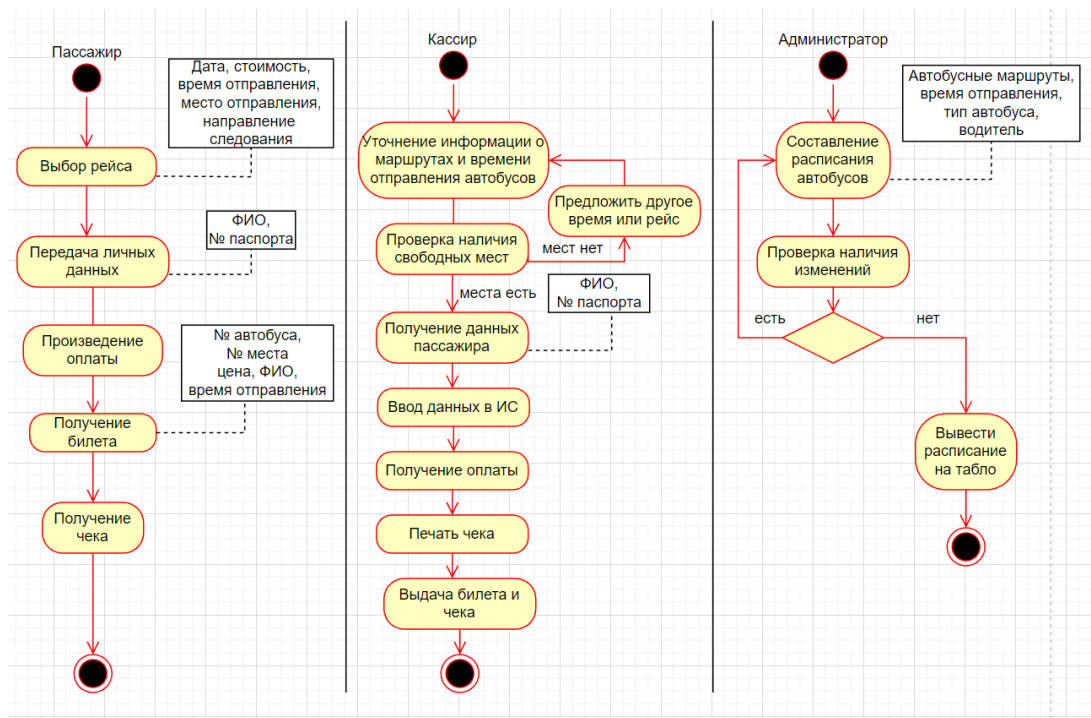 Пассажир
Дата, стоимость,
время отправления,
место отправления,
направление
следования
Выбор рейса
ФИО,
№ паспорта
Передача личных
данных
Произведение
оплаты
№ автобуса,
№ места
цена, ФИО,
время отправления
Получение
билета
Получение
чека
Кассир
Уточнение информации о
маршрутах и времени
отправления автобусов
Предложить другое
время или рейс
Проверка наличия
свободных мест
мест нет
места есть
ФИО,
№ паспорта
Получение данных
пассажира
Ввод данных в ИС
Получение оплаты
Печать чека
Выдача билета и
чека
Администратор
Автобусные маршруты,
время отправления,
тип автобуса,
водитель
Составление
расписания
автобусов
Проверка наличия
изменений
есть
нет
Вывести
расписание
на табло